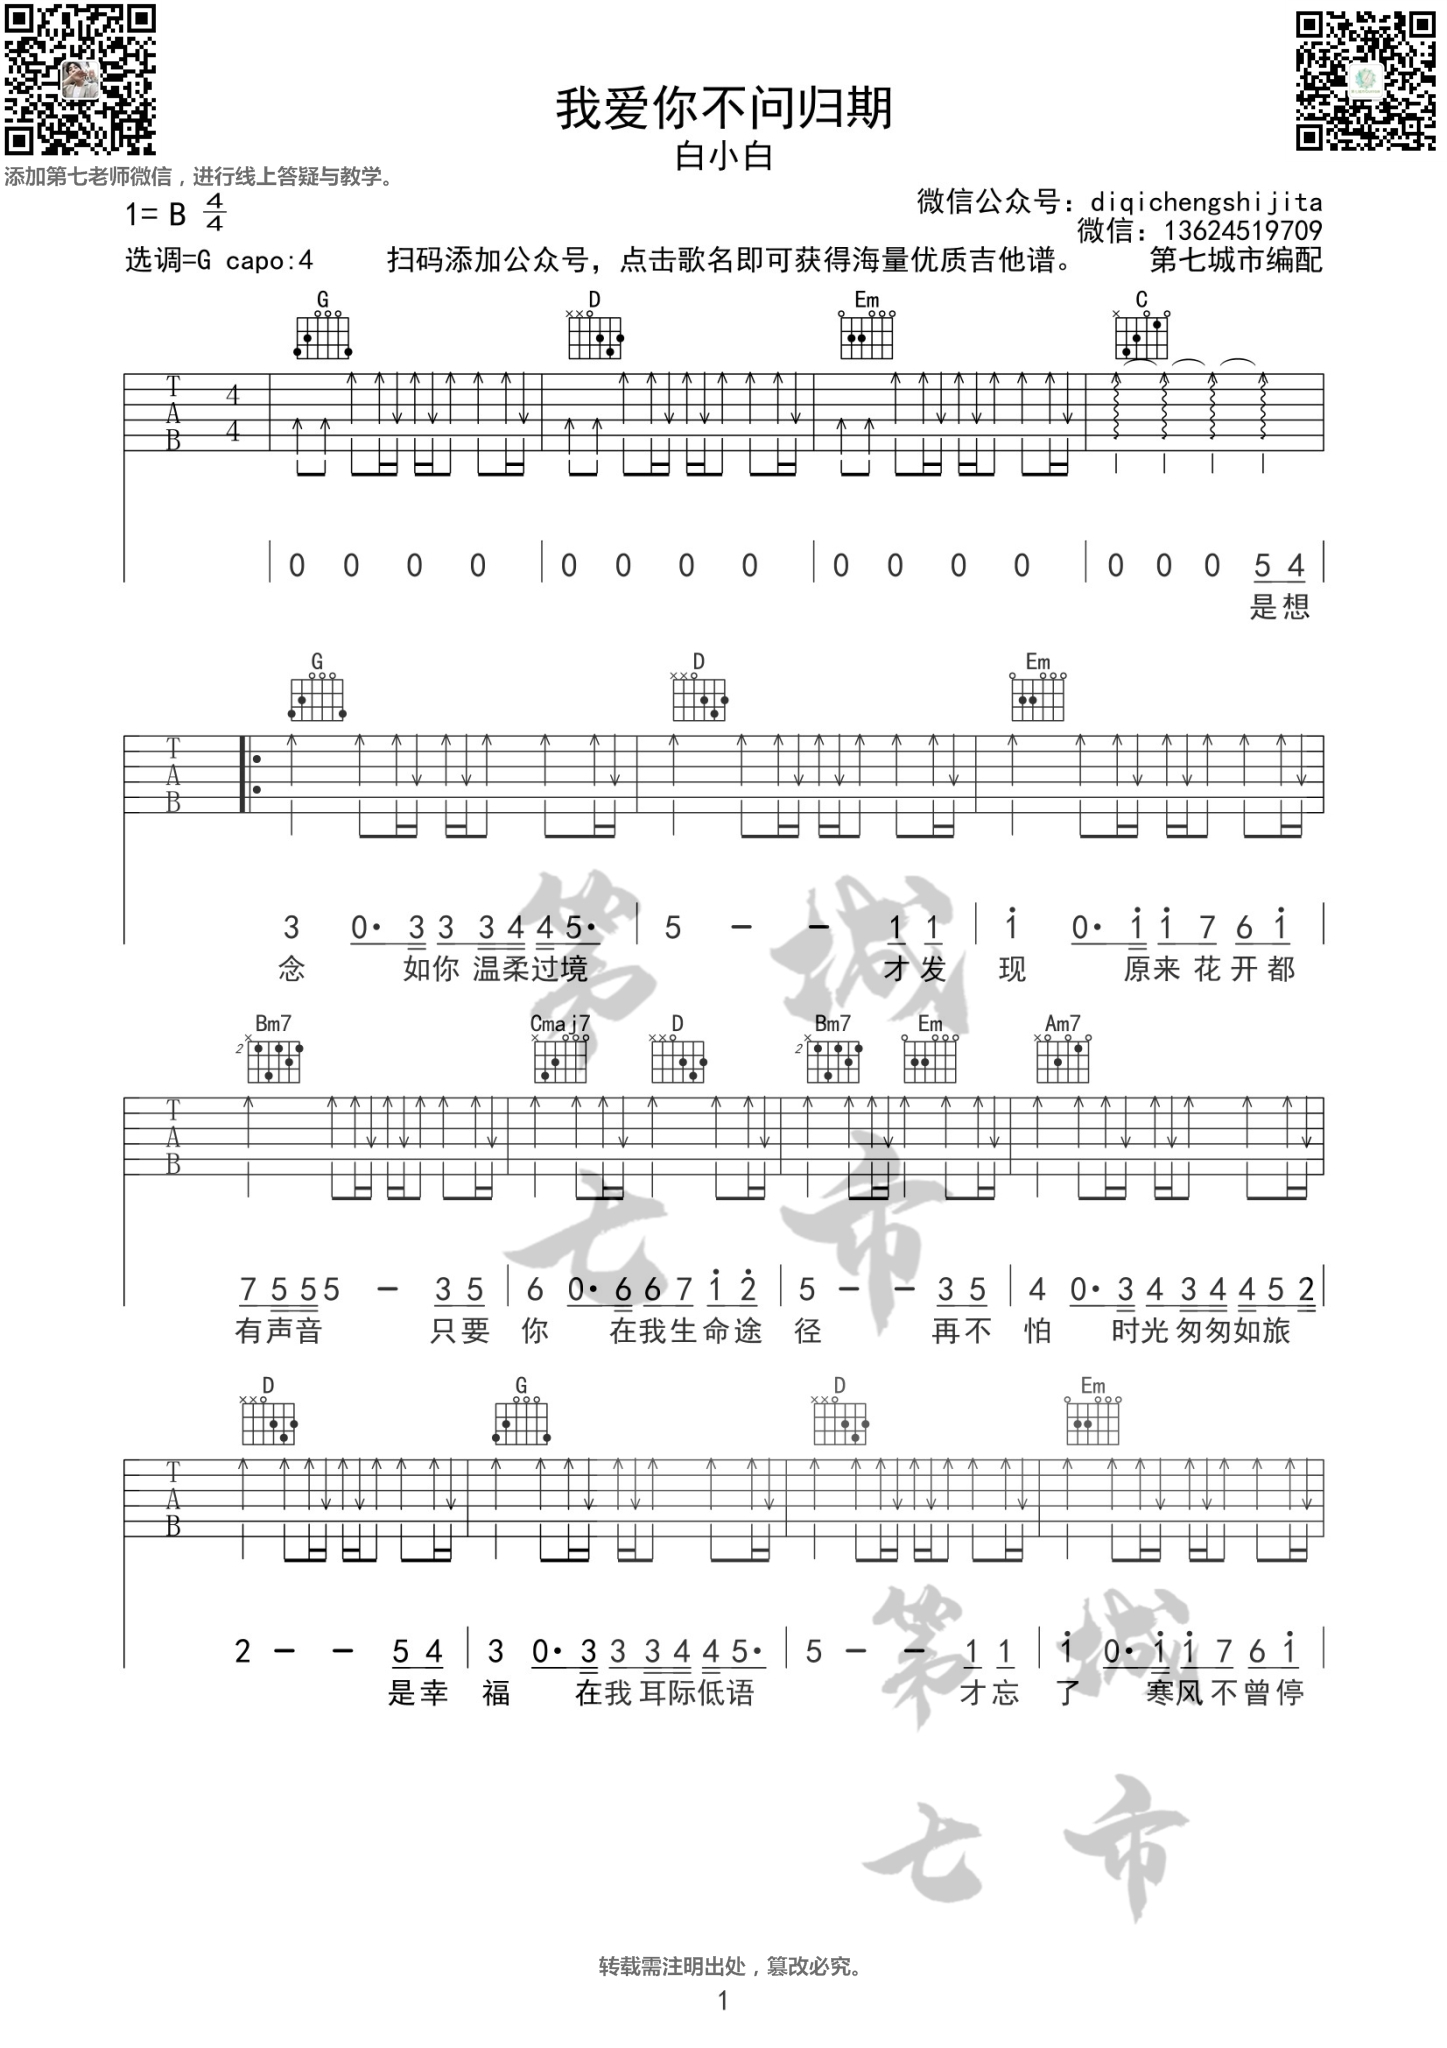 我爱你不问归期
白小白
添加第七老师微信，进行线上答疑与教学。
1= B 4/4
微信公众号：diqichengshijita
微信：13624519709
选调=G capo:4 扫码添加公众号，点击歌名即可获得海量优质吉他谱。 第七城市编配
G D Em C
T A B 4 4
0 0 0 0 0 0 0 0 0 0 0 0 0 0 0 5 4
是想
G D Em
T A B
3 0· 3 3 3 4 4 5· 5 - - 1 1 1 0· 1 1 7 6 1
念 如你 温柔过境 才发 现 原来花开都
第 城
Bm7 Cmaj7 D Bm7 Em Am7
2 2
T A B
七 市
7 5 5 5 - 3 5 6 0· 6 6 7 1 2 5 - - 3 5 4 0· 3 4 3 4 4 5 2
有声音 只要 你 在我生命途 径 再不 怕 时光匆匆如旅
D G D Em
T A B
2 - - 5 4 3 0· 3 3 3 4 4 5· 5 - - 1 1 1 0· 1 1 7 6 1
是幸 福 在我耳际低语 才忘 了 寒风不曾停
第 城
七 市
转载需注明出处，篡改必究。
1